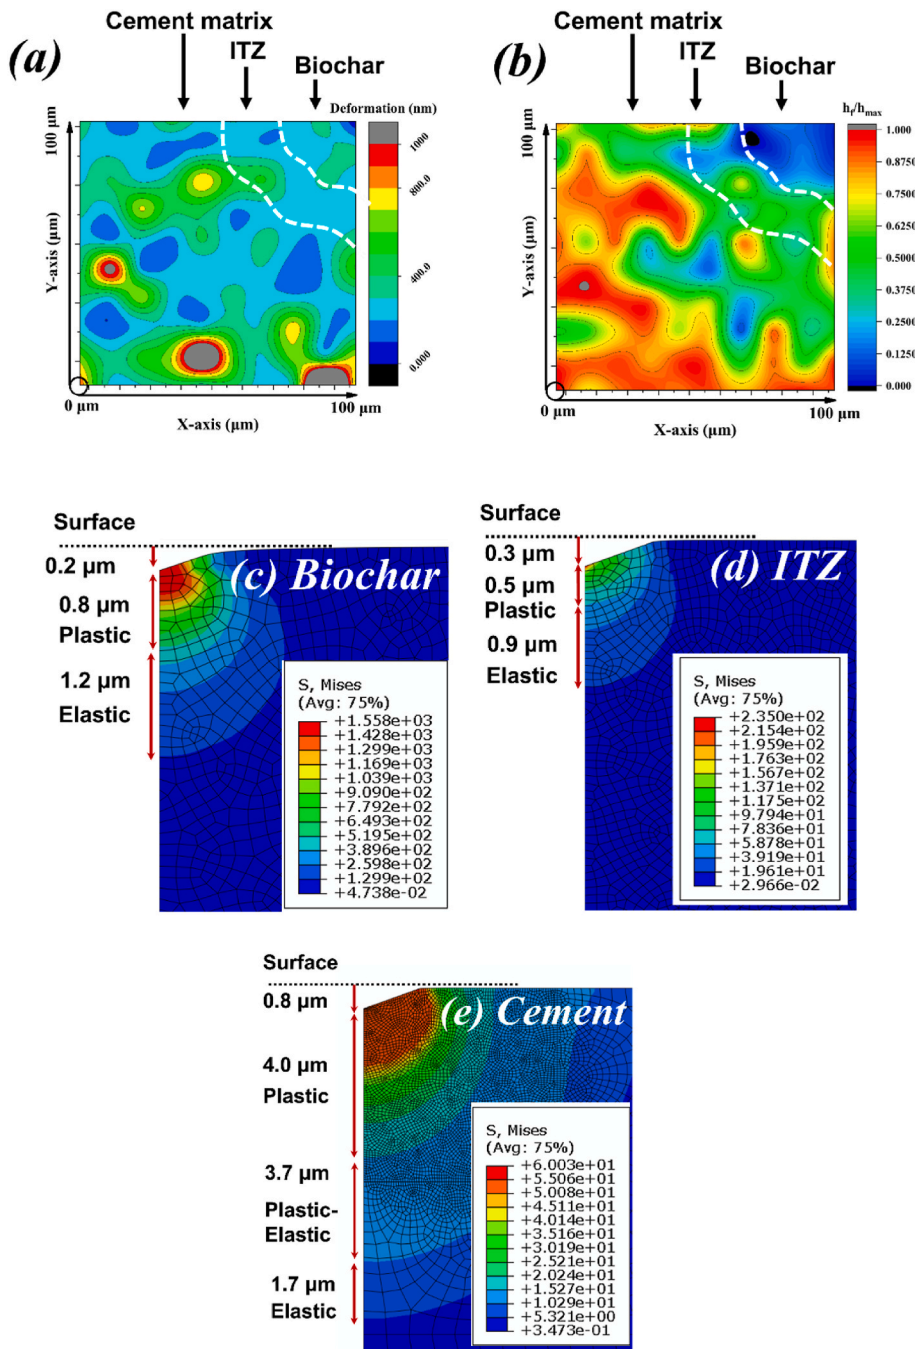 Cement matrix
ITZ
Biochar
(a)
Deformation (nm)
1000
800.0
400.0
0.000
100 μm
Y-axis (μm)
0 μm
100 μm
X-axis (μm)
Cement matrix
ITZ
Biochar
(b)
hf/hmax
1.000
0.8750
0.7500
0.6250
0.5000
0.3750
0.2500
0.1250
0.000
100 μm
Y-axis (μm)
0 μm
100 μm
X-axis (μm)
Surface
0.2 μm
0.8 μm
Plastic
1.2 μm
Elastic
(c) Biochar
S, Mises
(Avg: 75%)
+1.558e+03
+1.428e+03
+1.299e+03
+1.169e+03
+1.039e+03
+9.090e+02
+7.792e+02
+6.493e+02
+5.195e+02
+3.896e+02
+2.598e+02
+1.299e+02
+4.738e-02
Surface
0.3 μm
0.5 μm
Plastic
0.9 μm
Elastic
(d) ITZ
S, Mises
(Avg: 75%)
+2.350e+02
+2.154e+02
+1.959e+02
+1.763e+02
+1.567e+02
+1.371e+02
+1.175e+02
+9.794e+01
+7.836e+01
+5.878e+01
+3.919e+01
+1.961e+01
+2.966e-02
Surface
0.8 μm
4.0 μm
Plastic
3.7 μm
Plastic-
Elastic
1.7 μm
Elastic
(e) Cement
S, Mises
(Avg: 75%)
+6.003e+01
+5.506e+01
+5.008e+01
+4.511e+01
+4.014e+01
+3.516e+01
+3.019e+01
+2.521e+01
+2.024e+01
+1.527e+01
+1.029e+01
+5.321e+00
+3.473e-01